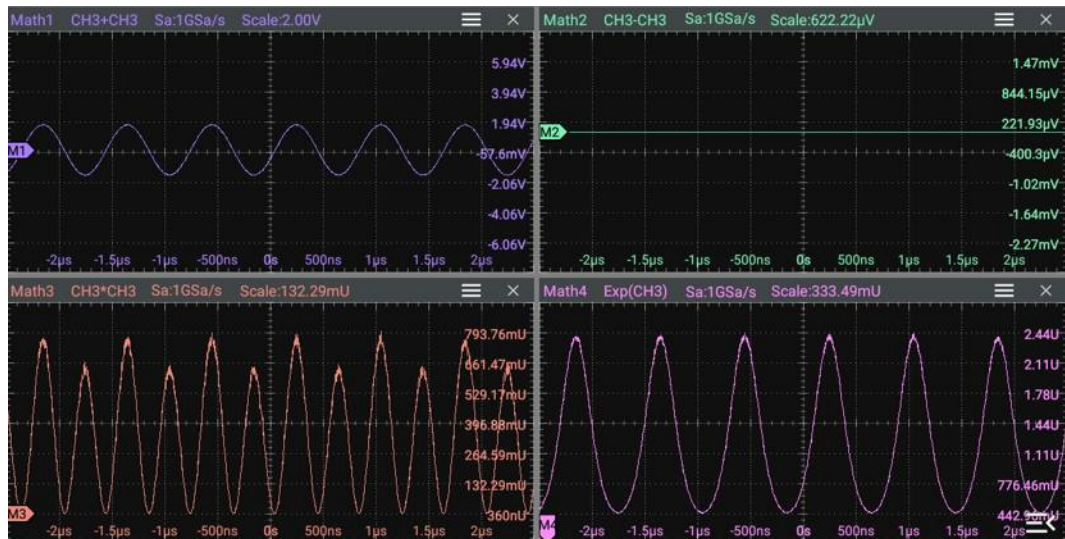 Math1 CH3+CH3 Sa:1GSa/s Scale:2.00V
5.94V
3.94V
1.94V
M1
-57.6mV
-2.06V
-4.06V
-6.06V
-2μs -1.5μs -1μs -500ns 0s 500ns 1μs 1.5μs 2μs
Math2 CH3-CH3 Sa:1GSa/s Scale:622.22μV
1.47mV
844.15μV
221.93μV
M2
-400.3μV
-1.02mV
-1.64mV
-2.27mV
-2μs -1.5μs -1μs -500ns 0s 500ns 1μs 1.5μs 2μs
Math3 CH3*CH3 Sa:1GSa/s Scale:132.29mU
793.76mU
661.47mU
529.17mU
396.88mU
264.59mU
132.29mU
M3
360nU
-2μs -1.5μs -1μs -500ns 0s 500ns 1μs 1.5μs 2μs
Math4 Exp(CH3) Sa:1GSa/s Scale:333.49mU
2.44U
2.11U
1.78U
1.44U
1.11U
776.46mU
M4
-2μs -1.5μs -1μs -500ns 0s 500ns 1μs 1.5μs 2μs